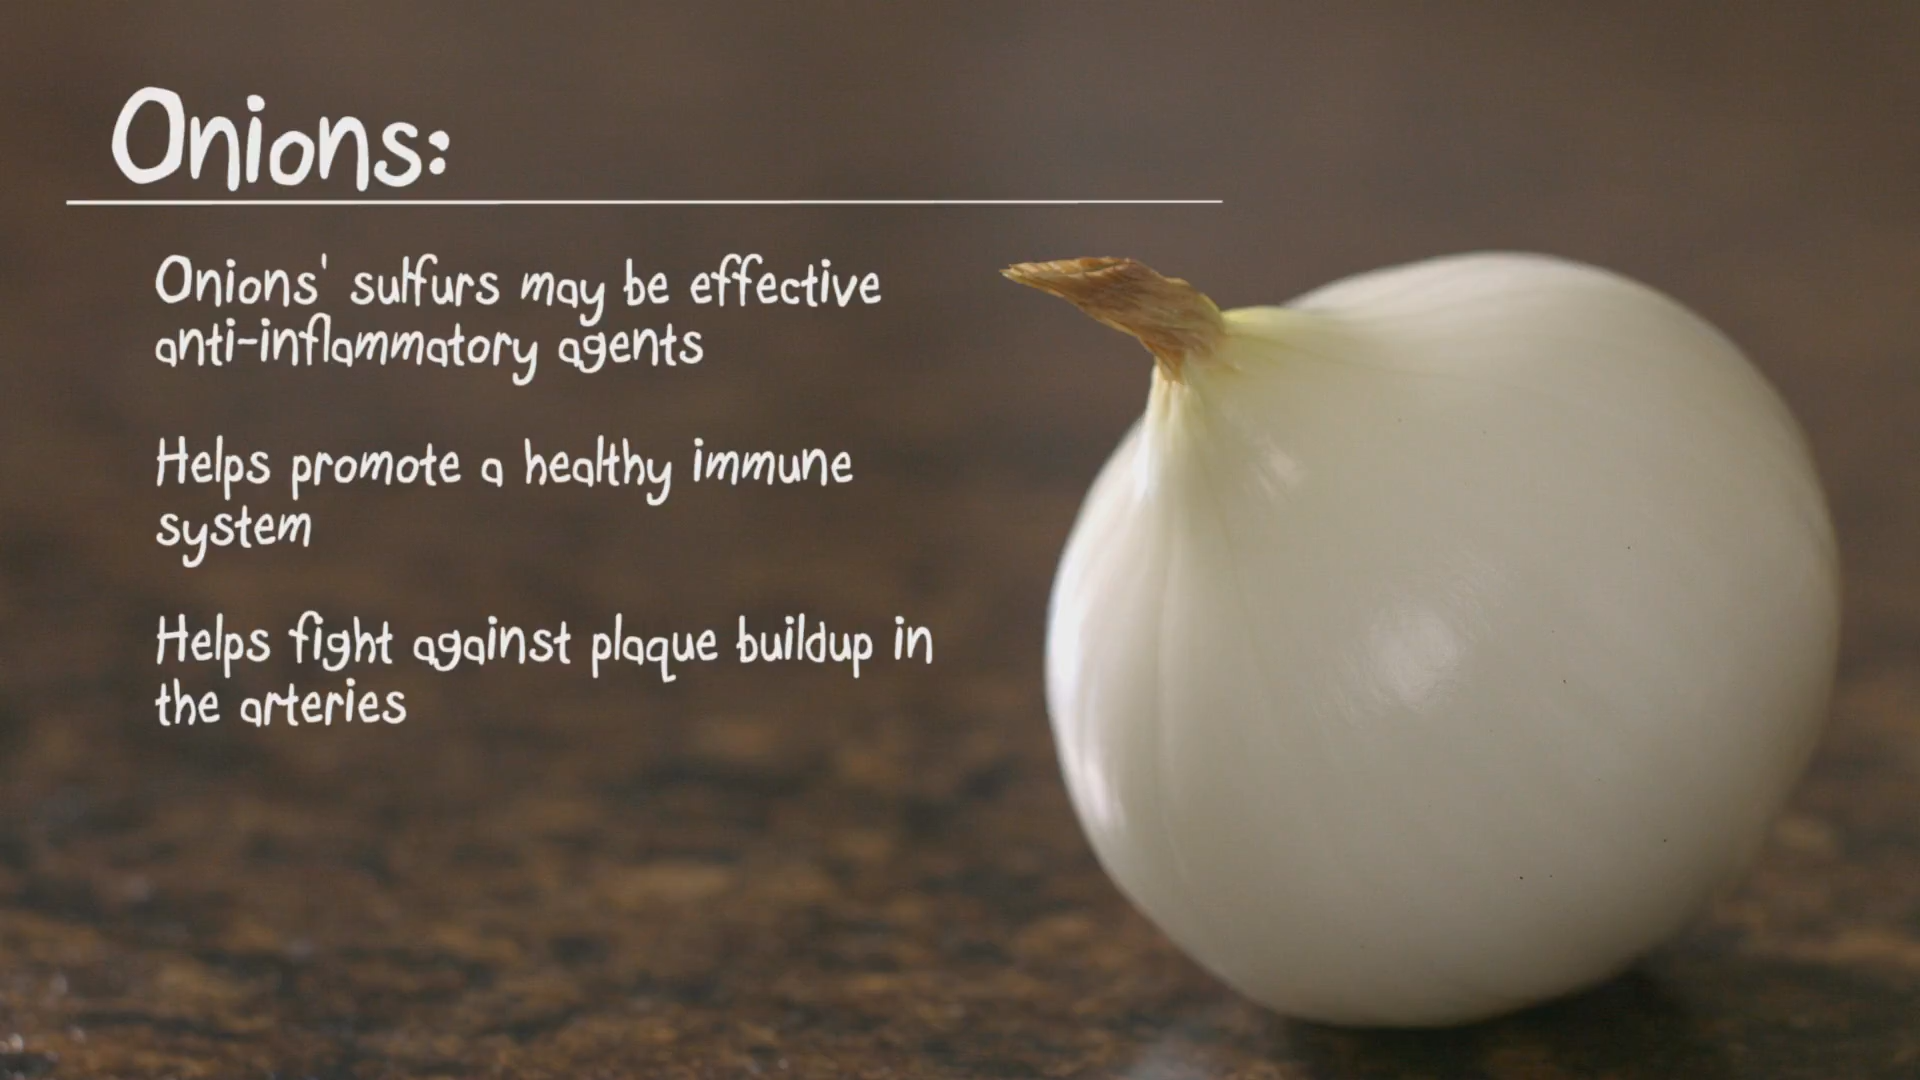 Onions:
Onions' sulfurs may be effective
anti-inflammatory agents
Helps promote a healthy immune
system
Helps fight against plaque buildup in
the arteries